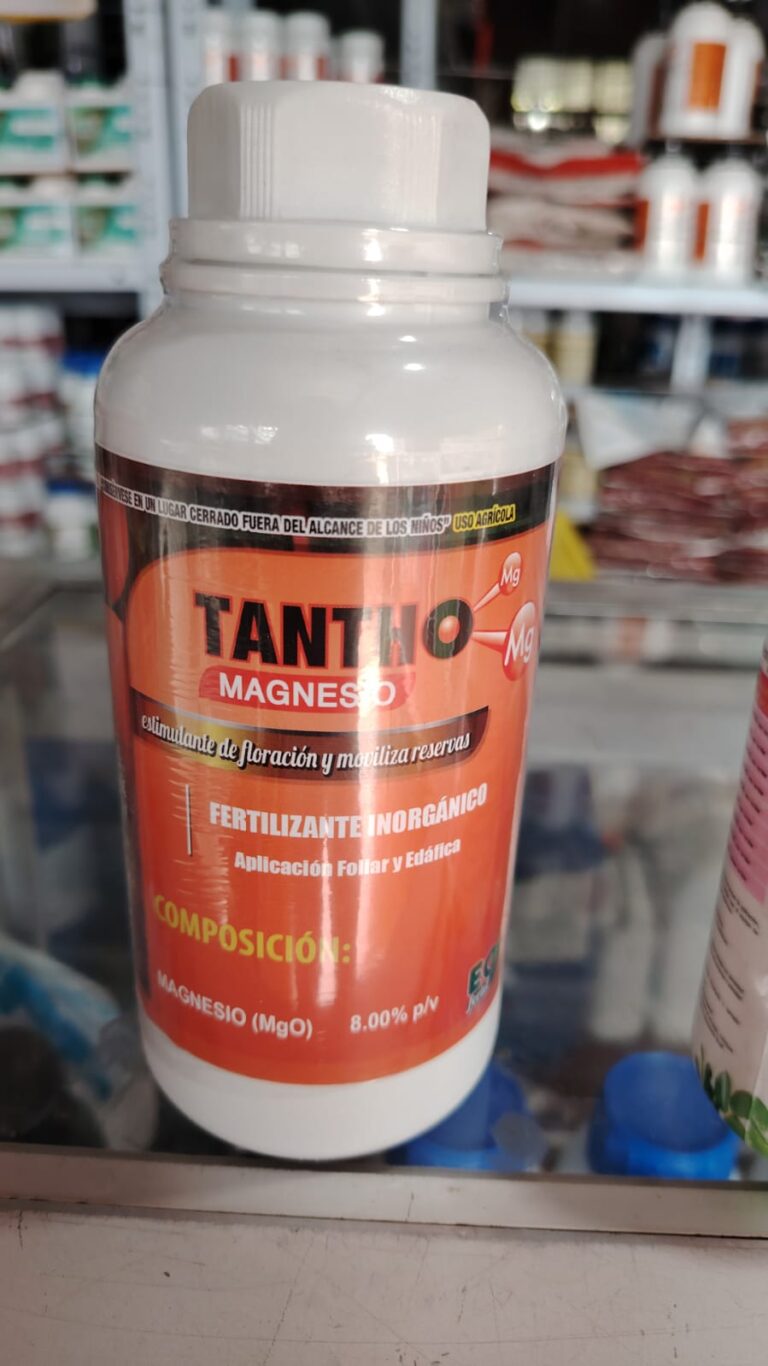 EN UN LUGAR CERRADO FUERA DEL ALCANCE DE LOS NIÑOS" USO AGRÍCOLA
Mg
TANTHO Mg
MAGNESIO
estimulante de floración y moviliza reservas
FERTILIZANTE INORGÁNICO
Aplicación Foliar y Edáfica
COMPOSICIÓN:
MAGNESIO (MgO) 8.00% p/v